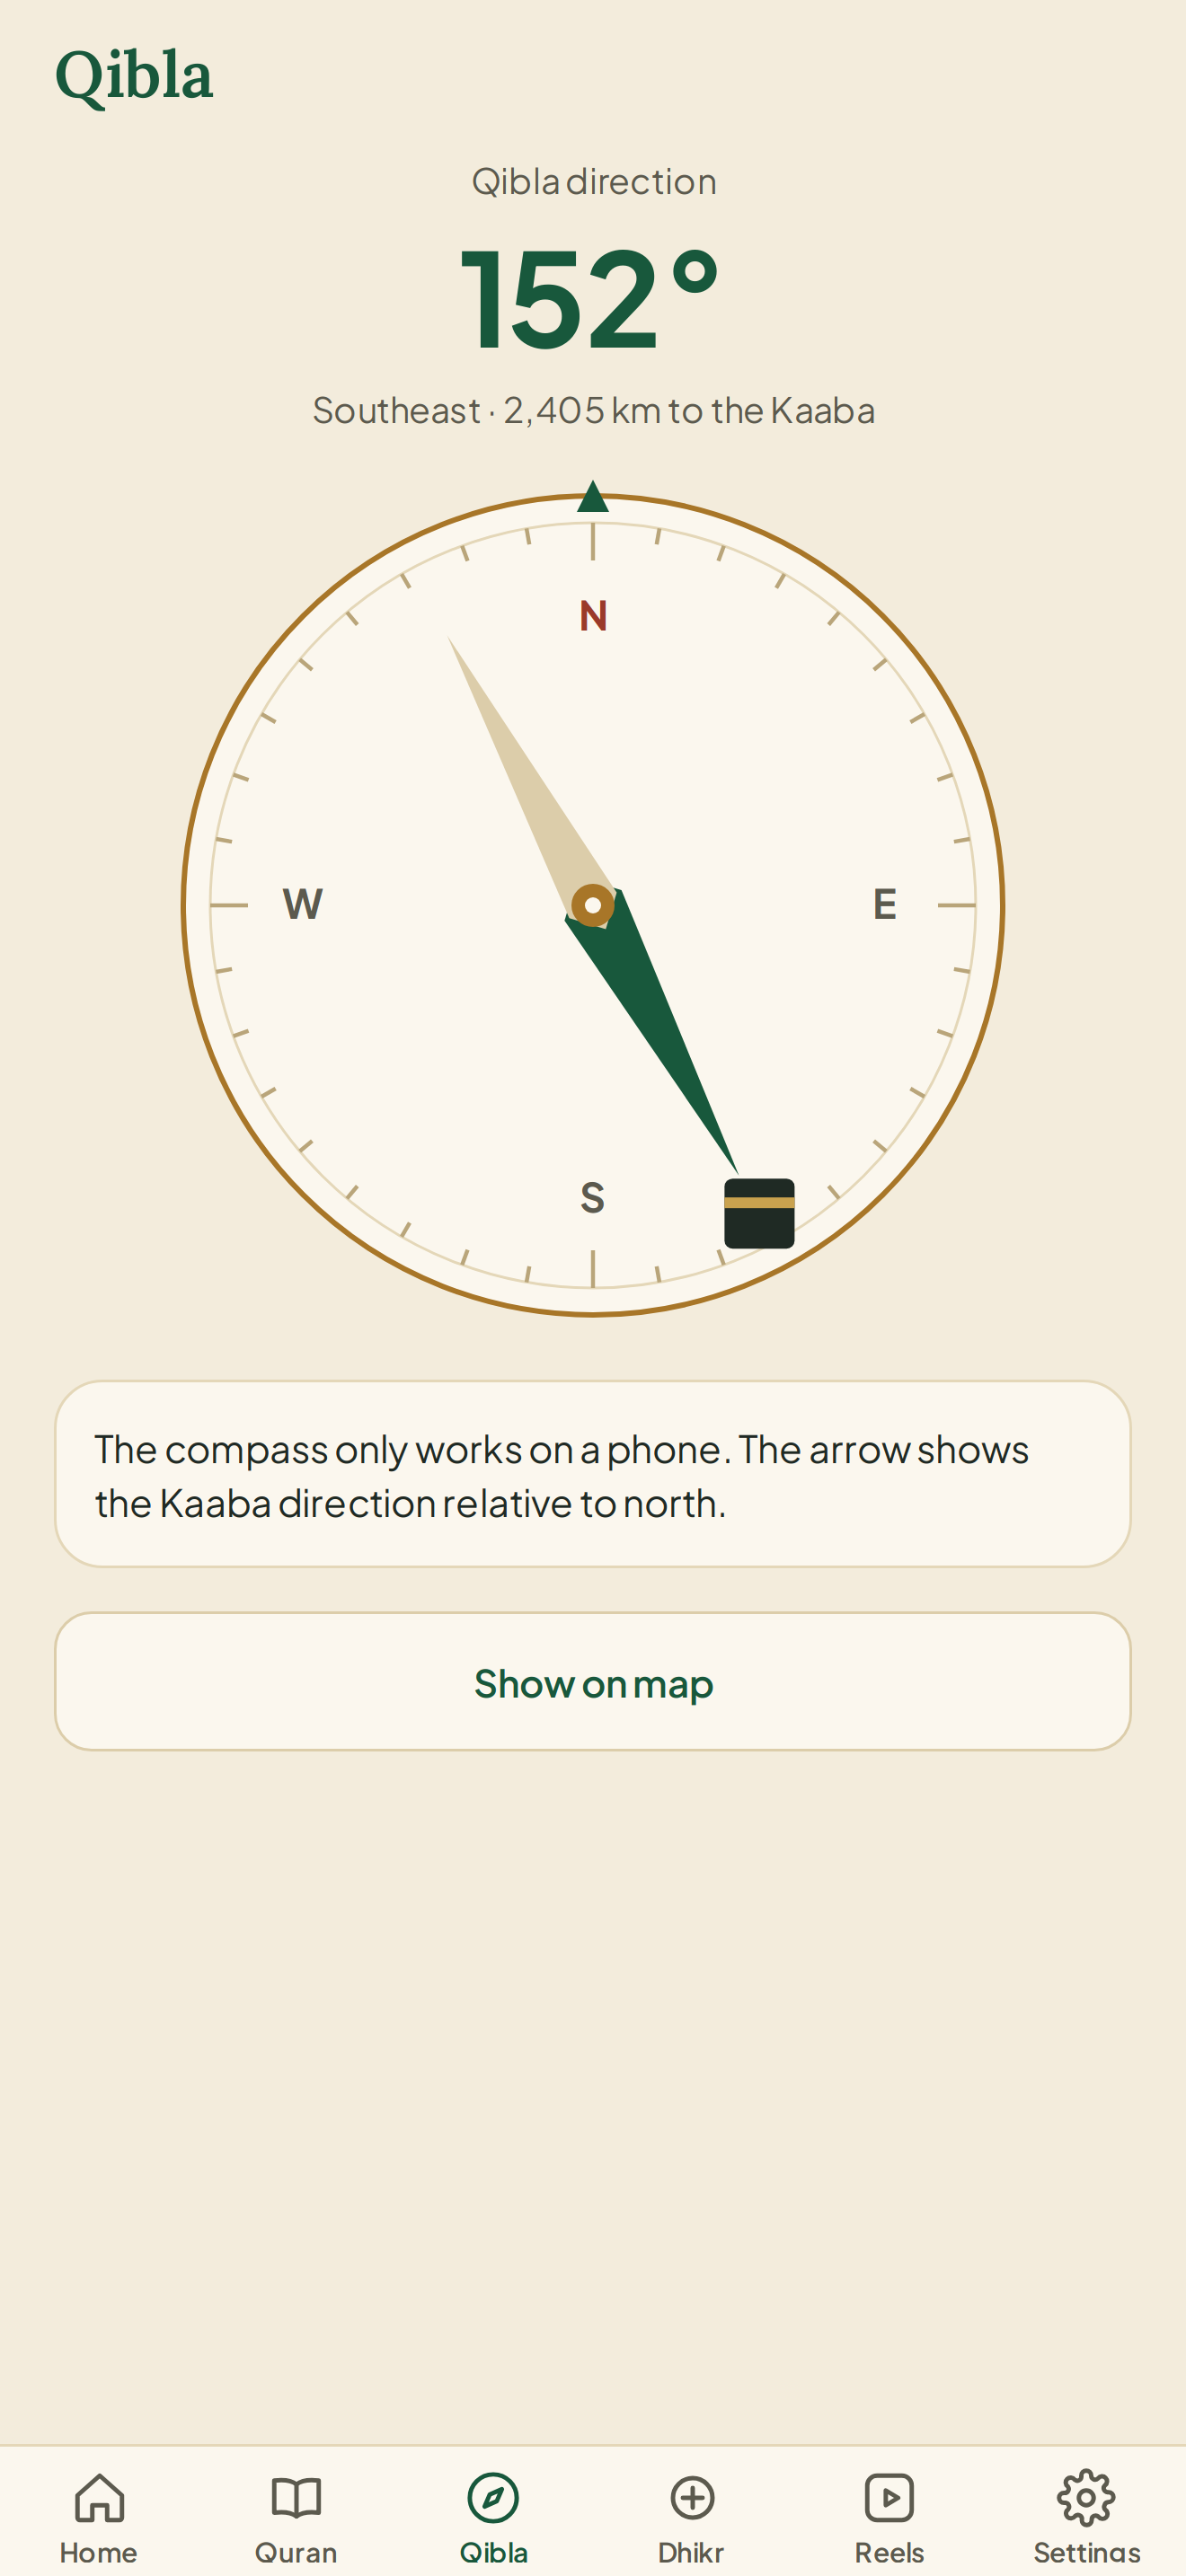 Qibla
Qibla direction
152°
Southeast · 2,405 km to the Kaaba
N
W
E
S
The compass only works on a phone. The arrow shows
the Kaaba direction relative to north.
Show on map
Home
Quran
Qibla
Dhikr
Reels
Settings